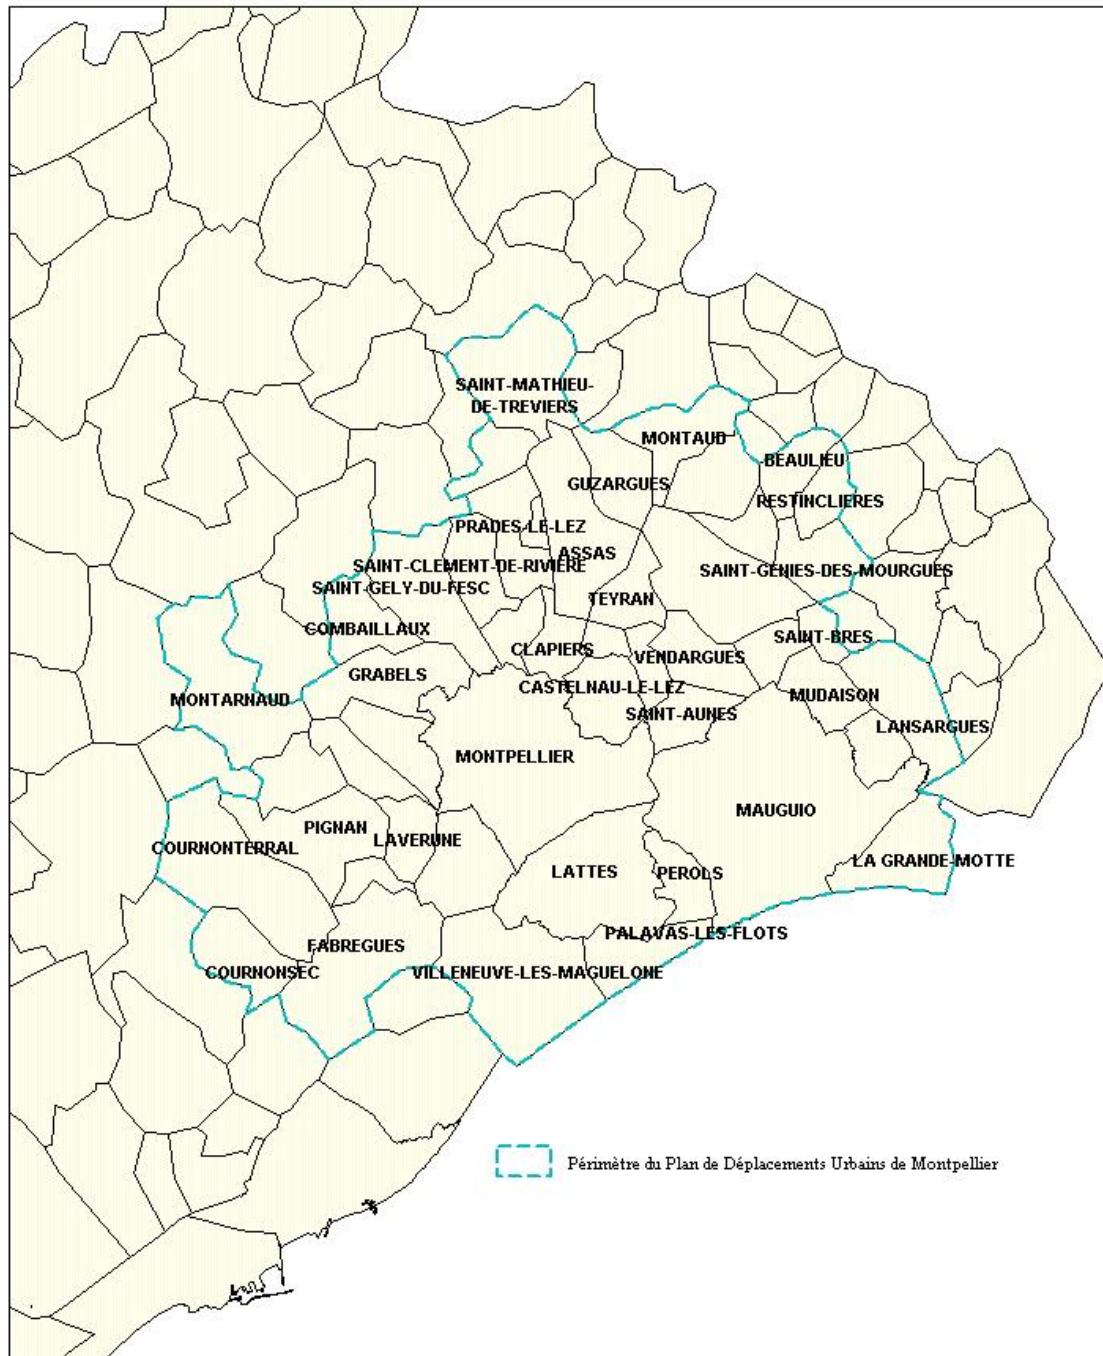 SAINT-MATHIEU-
DE-TREVIERS
MONTAUD
BEAULIEU
GUZARGUES
RESTINCLIERES
PRADES-LE-LEZ
ASSAS
SAINT-CLEMENT-DE-RIVIERE
SAINT-GENIES-DES-MOURGUES
SAINT-GELY-DU-FESC
TEYRAN
COMBAILLAUX
SAINT-BRES
CLAPIERS
VENDARGUES
GRABELS
CASTELNAU-LE-LEZ
MUDAISON
MONTARNAUD
SAINT-AUNES
LANSARGUES
MONTPELLIER
MAUGUIO
PIGNAN
LAVERUNE
COURNONTERRAL
LA GRANDE-MOTTE
LATTES
PEROLS
PALAVAS-LES-FLOTS
FABREGUES
COURNONSEC
VILLENEUVE-LES-MAGUELONE
Périmètre du Plan de Déplacements Urbains de Montpellier